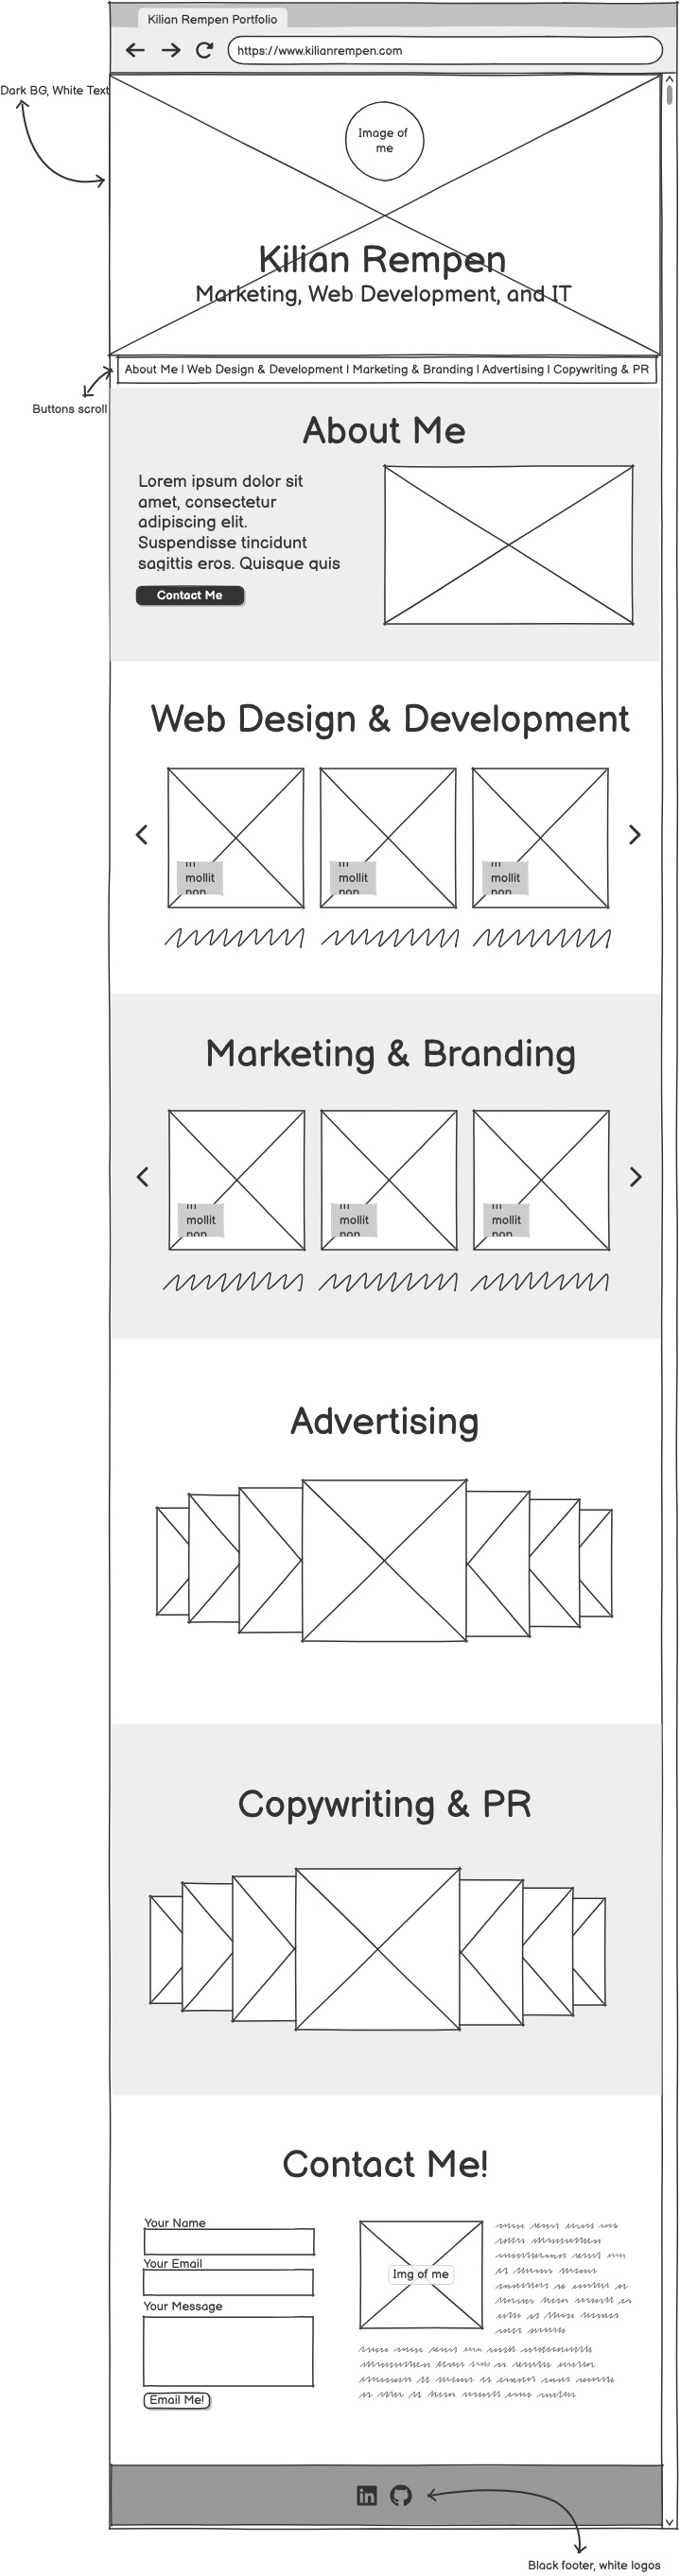 Kilian Rempen Portfolio
https://www.kilianrempen.com
Dark BG, White Text
Image of
me
Kilian Rempen
Marketing, Web Development, and IT
About Me | Web Design & Development | Marketing & Branding | Advertising | Copywriting & PR
Buttons scroll
About Me
Lorem ipsum dolor sit
amet, consectetur
adipiscing elit.
Suspendisse tincidunt
sagittis eros. Quisque quis
Contact Me
Web Design & Development
mollit mollit mollit
non non non
Marketing & Branding
mollit mollit mollit
non non non
Advertising
Copywriting & PR
Contact Me!
Your Name
Your Email
Your Message
Email Me!
Img of me
in
Black footer, white logos